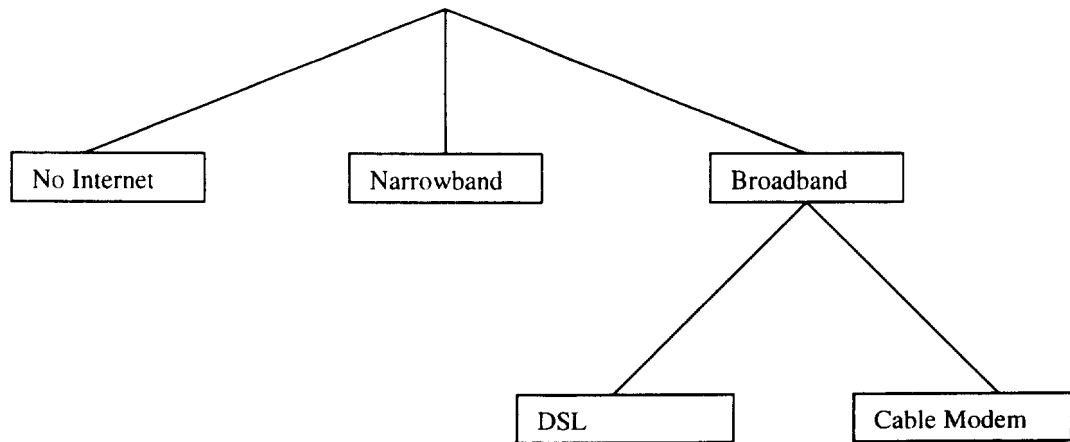 No Internet
Narrowband
Broadband
DSL
Cable Modem